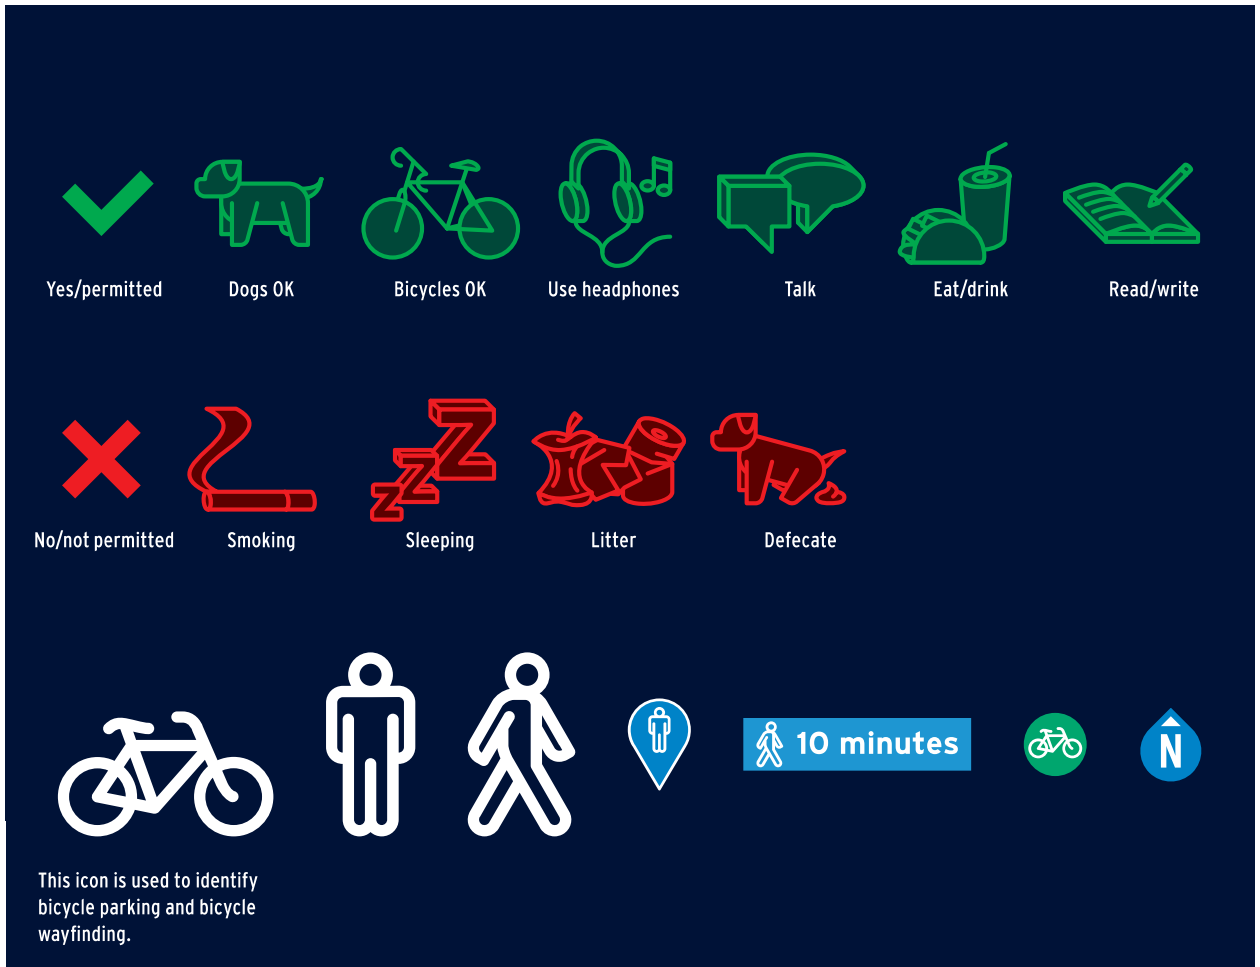 Yes/permitted
Dogs OK
Bicycles OK
Use headphones
Talk
Eat/drink
Read/write
No/not permitted
Smoking
Sleeping
Litter
Defecate
10 minutes
N
This icon is used to identify
bicycle parking and bicycle
wayfinding.